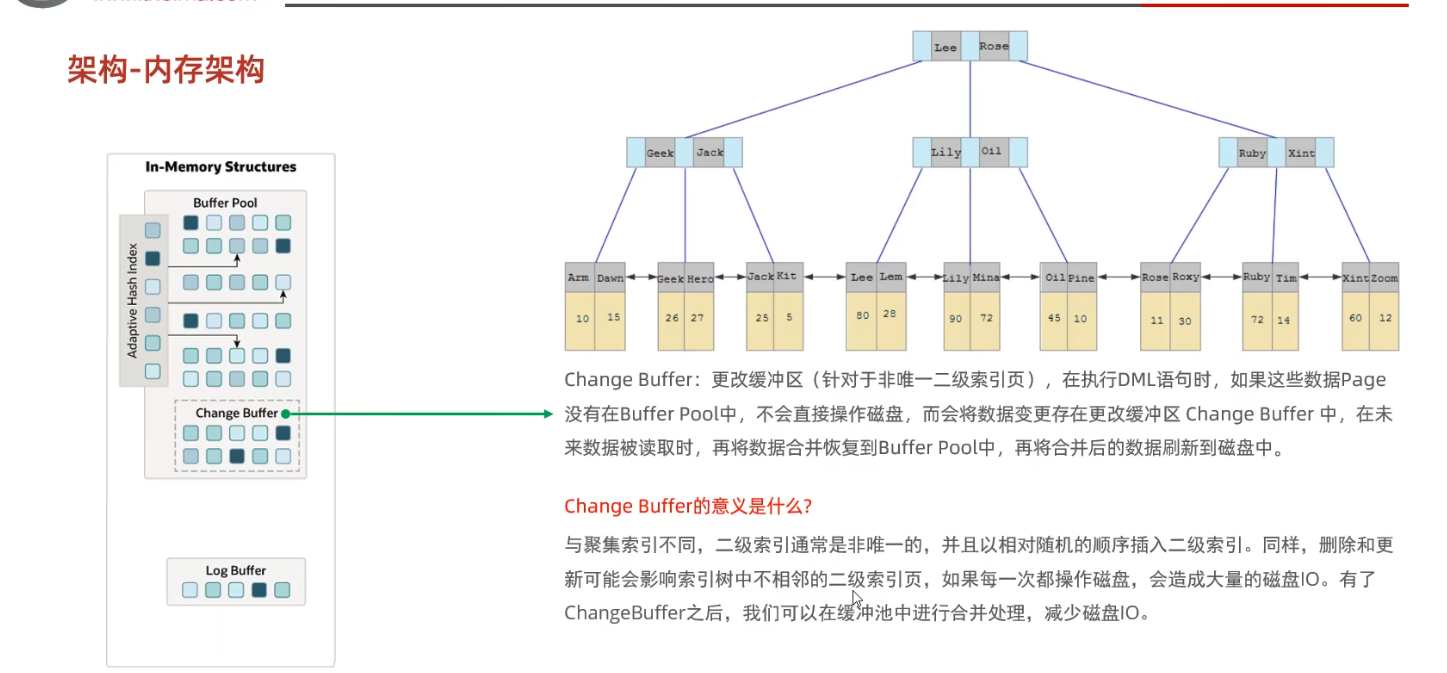 架构-内存架构
In-Memory Structures
Buffer Pool
Adaptive Hash Index
Change Buffer
Log Buffer
Lee Rose
Geek Jack
Lily Oil
Ruby Xint
Arm Dawn Geek Hero Jack Kit Lee Lem Lily Mina Oil Pine Rose Roxy Ruby Tim Xint Zoom
10 15 26 27 25 5 80 28 90 72 45 10 11 30 72 14 60 12
Change Buffer：更改缓冲区（针对于非唯一二级索引页），在执行DML语句时，如果这些数据Page
没有在Buffer Pool中，不会直接操作磁盘，而会将数据变更存在更改缓冲区 Change Buffer 中，在未
来数据被读取时，再将数据合并恢复到Buffer Pool中，再将合并后的数据刷新到磁盘中。
Change Buffer的意义是什么?
与聚集索引不同，二级索引通常是非唯一的，并且以相对随机的顺序插入二级索引。同样，删除和更
新可能会影响索引树中不相邻的二级索引页，如果每一次都操作磁盘，会造成大量的磁盘IO。有了
ChangeBuffer之后，我们可以在缓冲池中进行合并处理，减少磁盘IO。